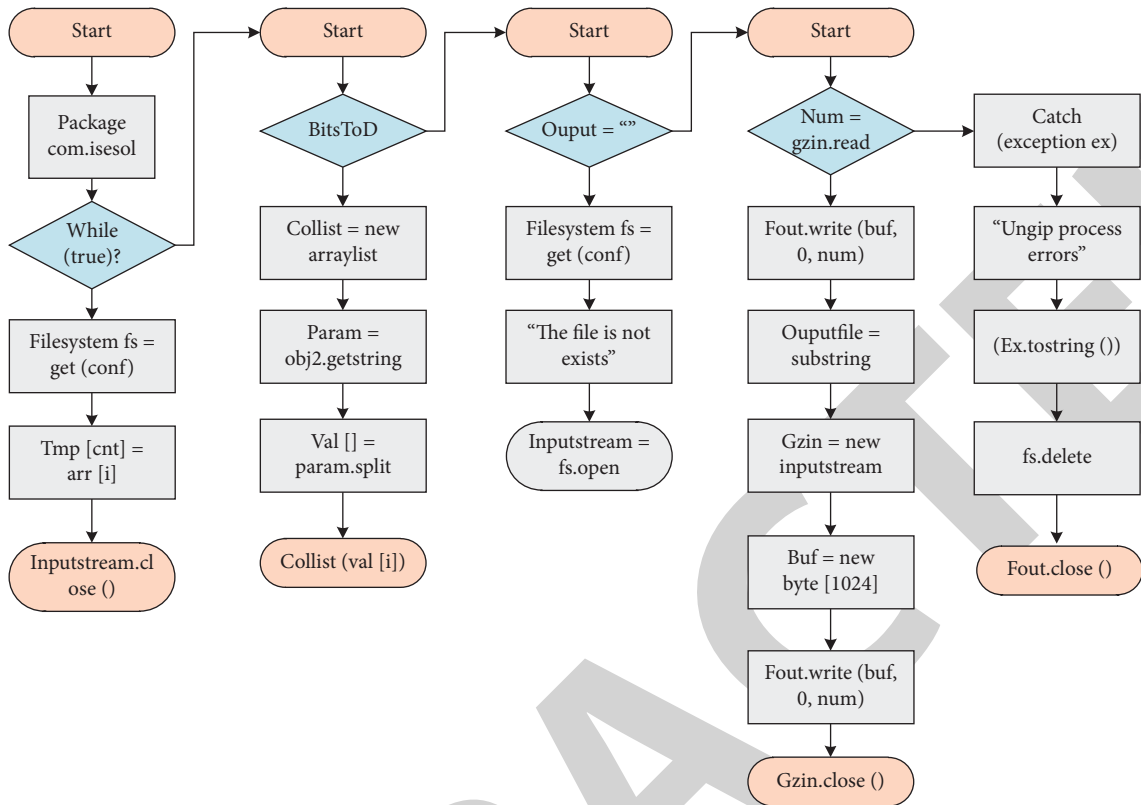 Start
Package
com.isesol
While
(true)?
Filesystem fs =
get (conf)
Tmp [cnt] =
arr [i]
Inputstream.cl
ose ()
Start
BitsToD
Collist = new
arraylist
Param =
obj2.getstring
Val [] =
param.split
Collist (val [i])
Start
Ouput = “”
Filesystem fs =
get (conf)
“The file is not
exists”
Inputstream =
fs.open
Start
Num =
gzin.read
Fout.write (buf,
0, num)
Ouputfile =
substring
Gzin = new
inputstream
Buf = new
byte [1024]
Fout.write (buf,
0, num)
Gzin.close ()
Catch
(exception ex)
“Ungip process
errors”
(Ex.tostring ())
fs.delete
Fout.close ()